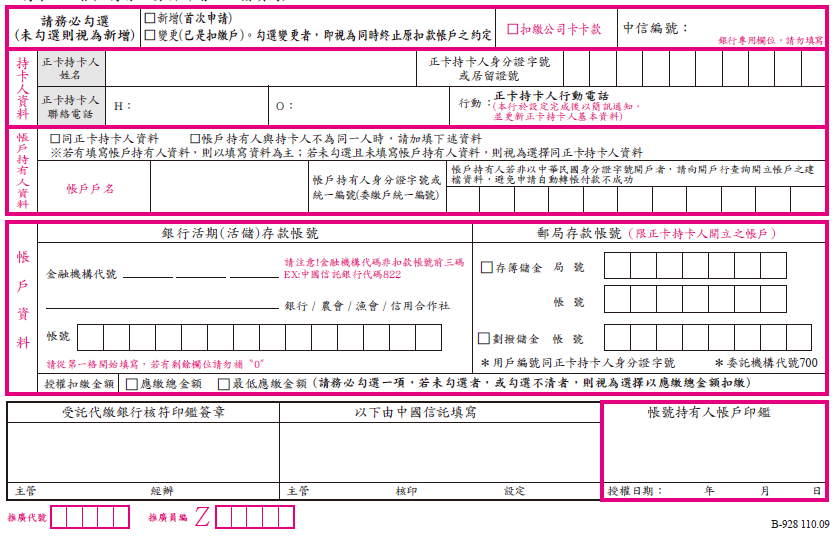 請務必勾選
(未勾選則視為新增)
□新增(首次申請)
□變更(已是扣繳戶)。勾選變更者，即視為同時終止原扣款帳戶之約定
□扣繳公司卡卡款
中信編號：
銀行專用欄位，請勿填寫
持卡人資料
正卡持卡人
姓名
正卡持卡人身分證字號
或居留證號
正卡持卡人
聯絡電話
H：
O：
行動：
正卡持卡人行動電話
(本行於設定完成後以簡訊通知，
並更新正卡持卡人基本資料)
帳戶持有人資料
□同正卡持卡人資料 □帳戶持有人與持卡人不為同一人時，請加填下述資料
※若有填寫帳戶持有人資料，則以填寫資料為主；若未勾選且未填寫帳戶持有人資料，則視為選擇同正卡持卡人資料
帳戶戶名
帳戶持有人身分證字號或
統一編號(委繳戶統一編號)
帳戶持有人若非以中華民國身分證字號開戶者，請向開戶行查詢開立帳戶之建
檔資料，避免申請自動轉帳付款不成功
帳戶資料
銀行活期(活儲)存款帳號
金融機構代號
請注意!金融機構代碼非扣款帳號前三碼
EX:中國信託銀行代碼822
銀行/農會/漁會/信用合作社
帳號
請從第一格開始填寫，若有剩餘欄位請勿補〝0〞
郵局存款帳號(限正卡持卡人開立之帳戶)
□存簿儲金 局 號
帳 號
□劃撥儲金 帳 號
＊用戶編號同正卡持卡人身分證字號 ＊委託機構代號700
授權扣繳金額 □應繳總金額 □最低應繳金額(請務必勾選一項，若未勾選者，或勾選不清者，則視為選擇以應繳總金額扣繳)
受託代繳銀行核符印鑑簽章
主管 經辦
以下由中國信託填寫
主管 核印 設定
帳號持有人帳戶印鑑
授權日期： 年 月 日
推廣代號
推廣員編 Z
B-928 110.09